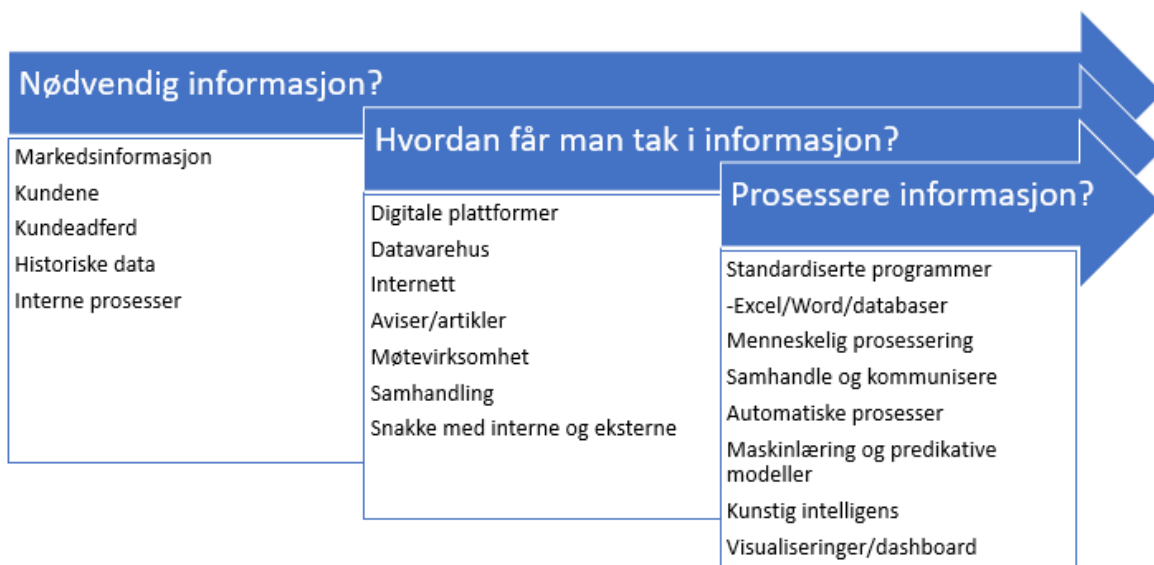 Nødvendig informasjon?
Markedsinformasjon
Kundene
Kundeadferd
Historiske data
Interne prosesser
Hvordan får man tak i informasjon?
Digitale plattformer
Datavarehus
Internett
Aviser/artikler
Møtevirksomhet
Samhandling
Snakke med interne og eksterne
Prosessere informasjon?
Standardiserte programmer
-Excel/Word/databaser
Menneskelig prosessering
Samhandle og kommunisere
Automatiske prosesser
Maskinlæring og predikative
modeller
Kunstig intelligens
Visualiseringer/dashboard